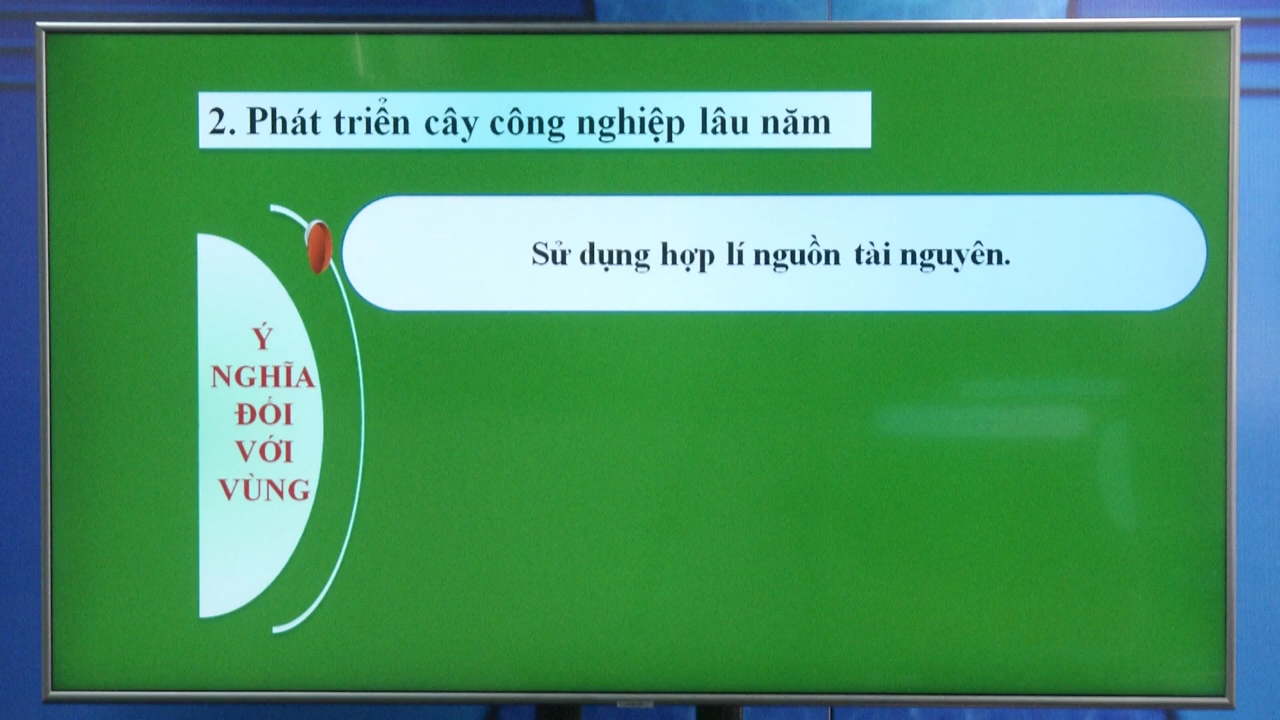 2. Phát triển cây công nghiệp lâu năm
Sử dụng hợp lí nguồn tài nguyên.
Ý
NGHĨA
ĐỐI
VỚI
VÙNG